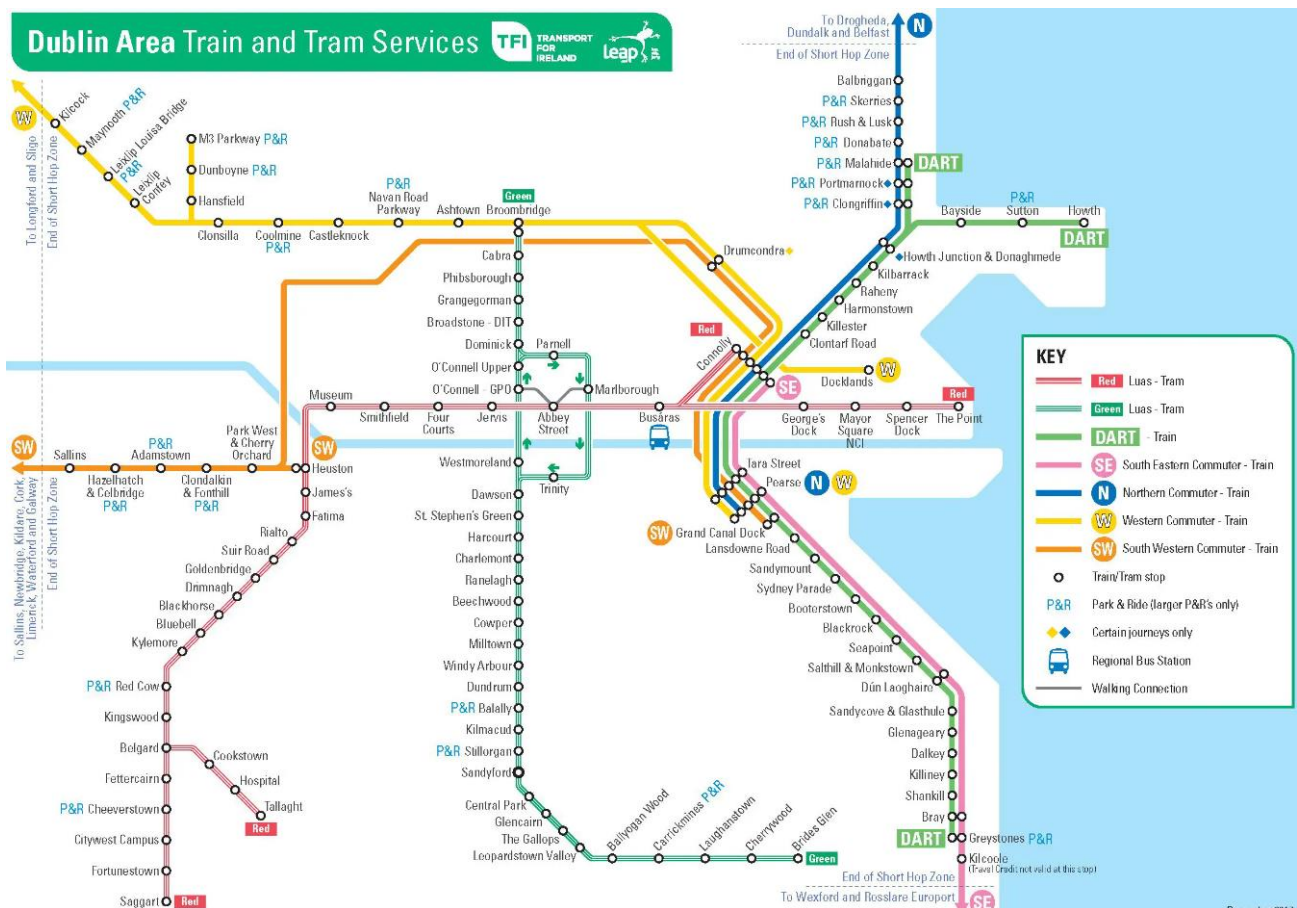 Dublin Area Train and Tram Services
TFI
TRANSPORT
FOR
IRELAND
leap
To Drogheda,
Dundalk and Belfast
N
End of Short Hop Zone
Balbriggan
P&R Skerries
P&R Rush & Lusk
P&R Donabate
P&R Malahide
DART
P&R Portmarnock
P&R Clongriffin
Bayside
P&R
Sutton
Howth
DART
Howth Junction & Donaghmede
Kilbarrack
Raheny
Harmonstown
Killester
Clontarf Road
W
To Longford and Sligo
End of Short Hop Zone
Kilcock
Maynooth P&R
Leixlip Louisa Bridge
P&R
Leixlip
Confey
M3 Parkway P&R
Dunboyne P&R
Hansfield
Clonsilla
Coolmine
P&R
Castleknock
P&R
Navan Road
Parkway
Ashtown
Green
Broombridge
Drumcondra
Cabra
Phibsborough
Grangegorman
Broadstone - DIT
Dominick
Parnell
O'Connell Upper
O'Connell - GPO
Marlborough
Red
Connolly
SE
Docklands
W
Museum
Smithfield
Four
Courts
Jervis
Abbey
Street
Busáras
George's
Dock
Mayor
Square
NCI
Spencer
Dock
Red
The Point
SW
Sallins
Hazelhatch
& Celbridge
P&R
P&R
Adamstown
Clondalkin
& Fonthill
P&R
Park West
& Cherry
Orchard
SW
Heuston
To Sallins, Newbridge, Kildare, Cork,
Limerick, Waterford and Galway
End of Short Hop Zone
James's
Fatima
Rialto
Suir Road
Goldenbridge
Drimnagh
Blackhorse
Bluebell
Kylemore
P&R Red Cow
Kingswood
Belgard
Cookstown
Hospital
Tallaght
Red
Fettercairn
P&R Cheeverstown
Citywest Campus
Fortunestown
Saggart
Red
Westmoreland
Trinity
Dawson
St. Stephen's Green
Harcourt
Charlemont
Ranelagh
Beechwood
Cowper
Milltown
Windy Arbour
Dundrum
P&R Balally
Kilmacud
P&R Stillorgan
Sandyford
Central Park
Glencairn
The Gallops
Leopardstown Valley
Ballyogan Wood
Carrickmines P&R
Laughanstown
Cherrywood
Brides Glen
Green
Tara Street
Pearse
N
W
SW
Grand Canal Dock
Lansdowne Road
Sandymount
Sydney Parade
Booterstown
Blackrock
Seapoint
Salthill & Monkstown
Dún Laoghaire
Sandycove & Glasthule
Glenageary
Dalkey
Killiney
Shankill
Bray
DART
Greystones P&R
Kilcoole
(Travel Credit not valid at this stop)
End of Short Hop Zone
To Wexford and Rosslare Europort
SE
KEY
Red Luas - Tram
Green Luas - Tram
DART - Train
SE South Eastern Commuter - Train
N Northern Commuter - Train
W Western Commuter - Train
SW South Western Commuter - Train
Train/Tram stop
P&R Park & Ride (larger P&R's only)
Certain journeys only
Regional Bus Station
Walking Connection